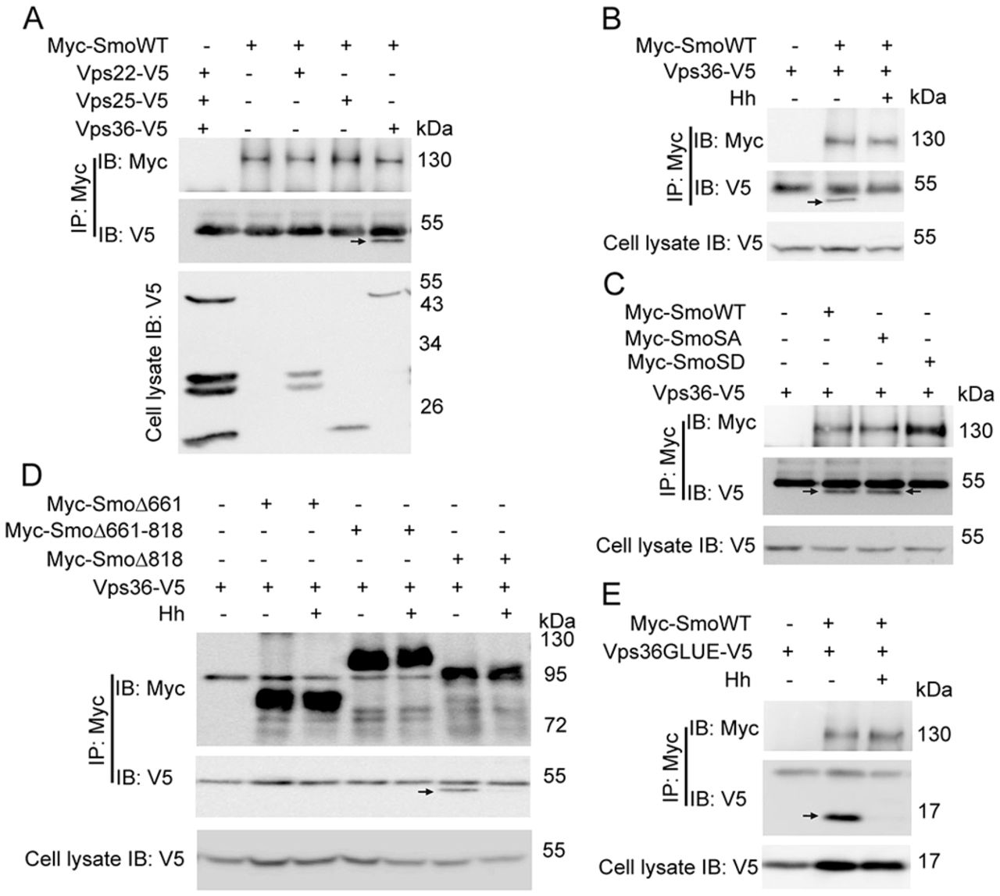 A
Myc-SmoWT - + + + +
Vps22-V5 + - + - -
Vps25-V5 + - - + -
Vps36-V5 + - - - + kDa
IP: Myc
IB: Myc 130
IB: V5 55
Cell lysate IB: V5
55
43
34
26
B
Myc-SmoWT - + +
Vps36-V5 + + +
Hh - - + kDa
IP: Myc
IB: Myc 130
IB: V5 55
Cell lysate IB: V5 55
C
Myc-SmoWT - + - -
Myc-SmoSA - - + -
Myc-SmoSD - - - +
Vps36-V5 + + + + kDa
IP: Myc
IB: Myc 130
IB: V5 55
Cell lysate IB: V5 55
D
Myc-SmoΔ661 - + + - - - -
Myc-SmoΔ661-818 - - - + + - -
Myc-SmoΔ818 - - - - - + +
Vps36-V5 + + + + + + +
Hh - - + - + - + kDa
IP: Myc
130
IB: Myc 95
72
IB: V5 55
Cell lysate IB: V5 55
E
Myc-SmoWT - + +
Vps36GLUE-V5 + + +
Hh - - + kDa
IP: Myc
IB: Myc 130
IB: V5 17
Cell lysate IB: V5 17